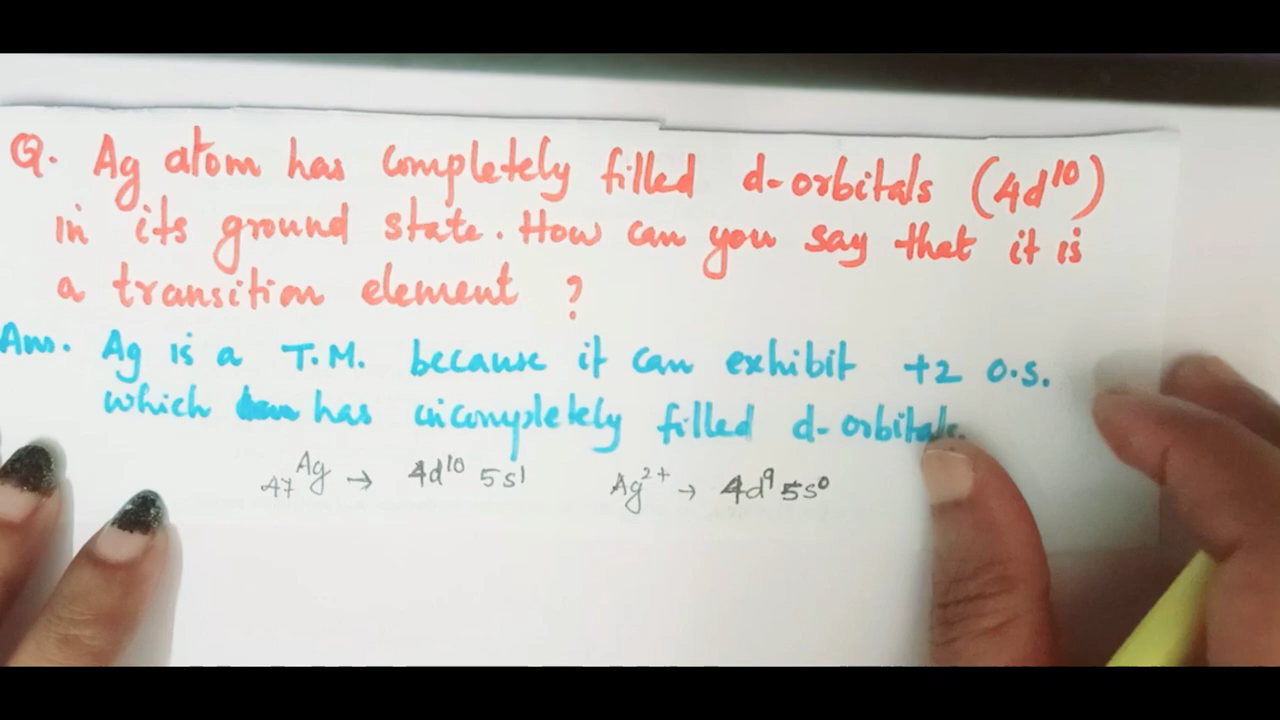 Q. Ag atom has completely filled d-orbitals (4d¹⁰)
in its ground state. How can you say that it is
a transition element ?
Ans. Ag is a T.M. because it can exhibit +2 o.s.
which has incompletely filled d-orbitals.
₄₇Ag → 4d¹⁰ 5s¹ Ag²⁺ → 4d⁹ 5s⁰